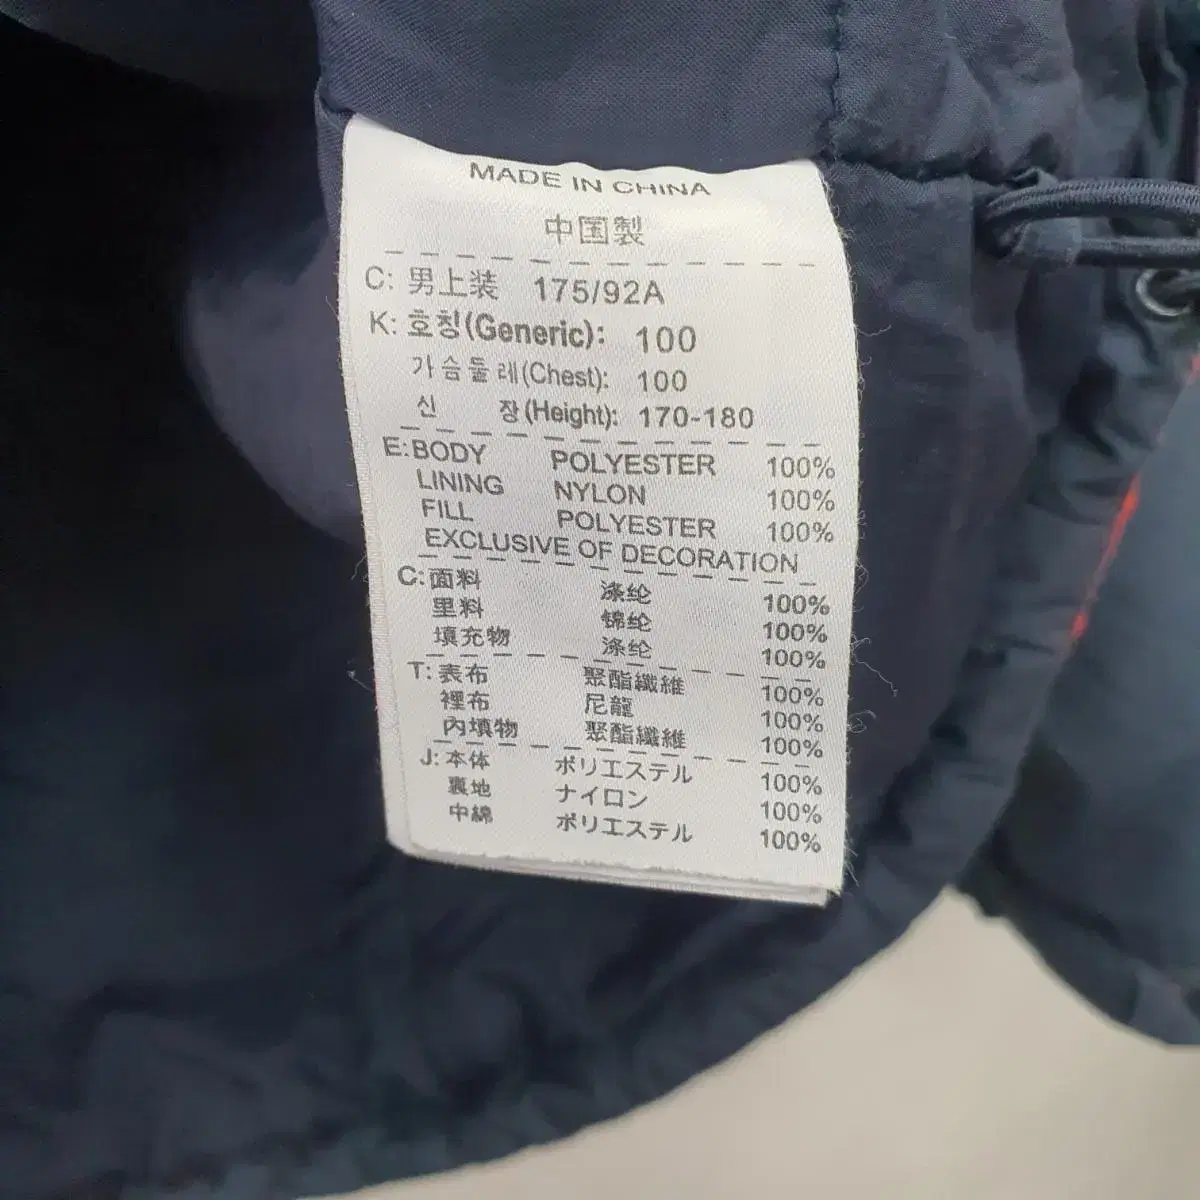 MADE IN CHINA
中国製
C: 男上装 175/92A
K: 호칭(Generic): 100
가슴둘레(Chest): 100
신 장(Height): 170-180
E: BODY POLYESTER 100%
LINING NYLON 100%
FILL POLYESTER 100%
EXCLUSIVE OF DECORATION
C: 面料 涤纶 100%
里料 锦纶 100%
填充物 涤纶 100%
T: 表布 聚酯纖維 100%
裡布 尼龍 100%
內填物 聚酯纖維 100%
J: 本体 ポリエステル 100%
裏地 ナイロン 100%
中綿 ポリエステル 100%